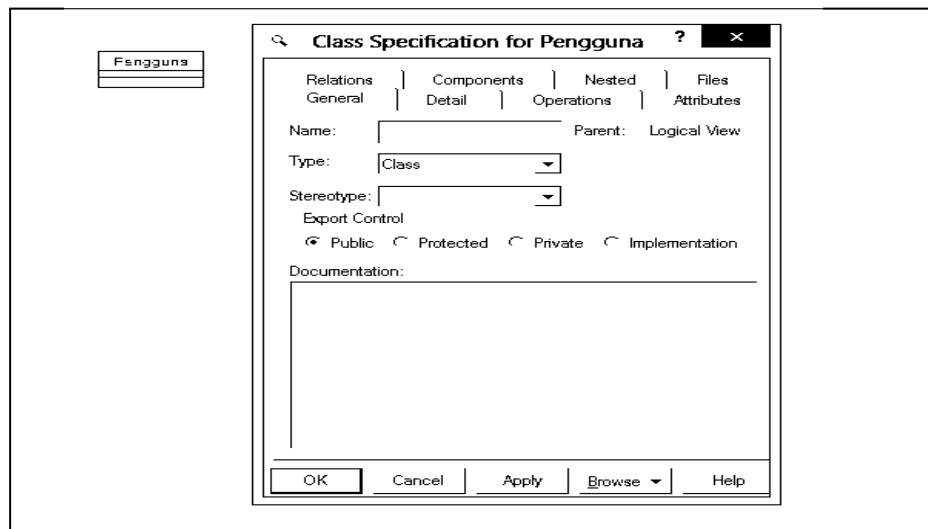 Fengguns
Class Specification for Pengguna ? ×
Relations Components Nested Files
General Detail Operations Attributes
Name: Parent: Logical View
Type: Class
Stereotype:
Export Control
Public Protected Private Implementation
Documentation:
OK Cancel Apply Browse Help